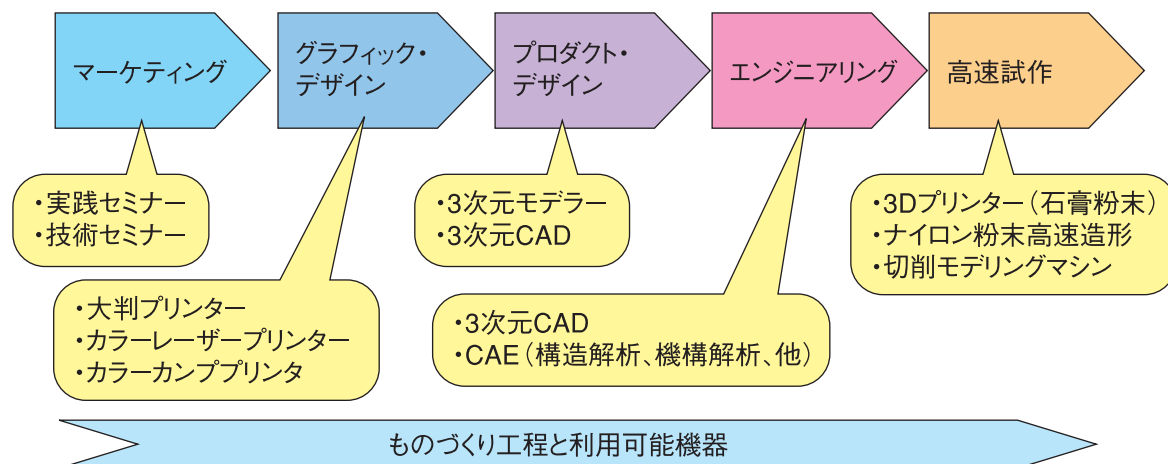 マーケティング
グラフィック・
デザイン
プロダクト・
デザイン
エンジニアリング
高速試作
・実践セミナー
・技術セミナー
・大判プリンター
・カラーレーザープリンター
・カラーカンププリンタ
・3次元モデラー
・3次元CAD
・3次元CAD
・CAE（構造解析、機構解析、他）
・3Dプリンター（石膏粉末）
・ナイロン粉末高速造形
・切削モデリングマシン
ものづくり工程と利用可能機器